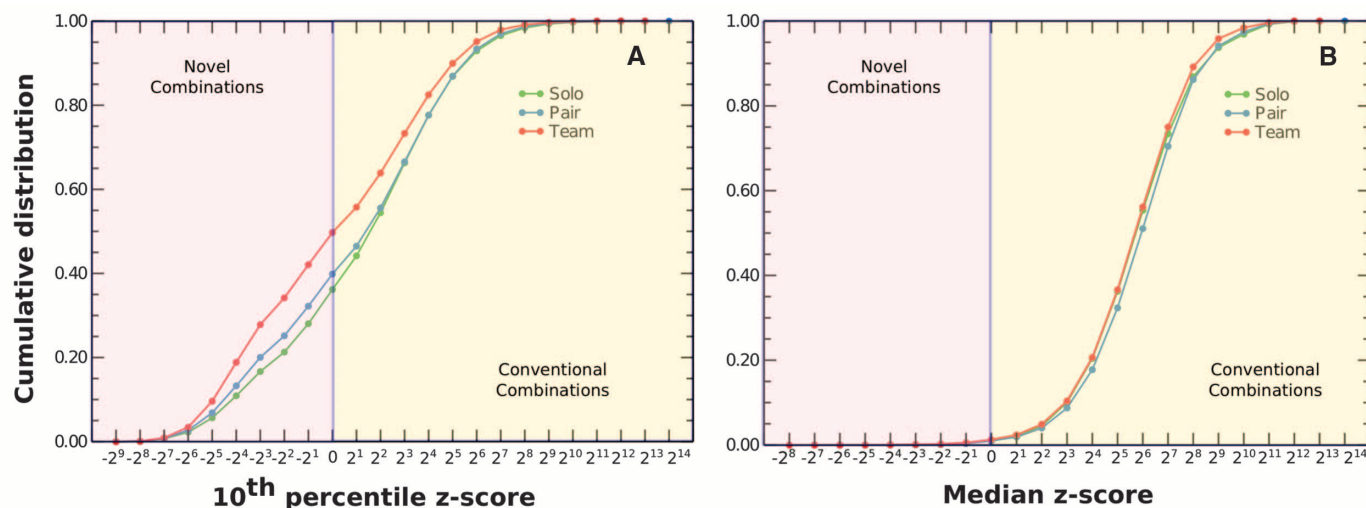 Cumulative distribution
1.00
0.80
0.60
0.40
0.20
0.00
A
Novel
Combinations
Solo
Pair
Team
Conventional
Combinations
-2⁹ -2⁸ -2⁷ -2⁶ -2⁵ -2⁴ -2³ -2² -2¹ 0 2¹ 2² 2³ 2⁴ 2⁵ 2⁶ 2⁷ 2⁸ 2⁹ 2¹⁰ 2¹¹ 2¹² 2¹³ 2¹⁴
10th percentile z-score
1.00
0.80
0.60
0.40
0.20
0.00
B
Novel
Combinations
Solo
Pair
Team
Conventional
Combinations
-2⁸ -2⁷ -2⁶ -2⁵ -2⁴ -2³ -2² -2¹ 0 2¹ 2² 2³ 2⁴ 2⁵ 2⁶ 2⁷ 2⁸ 2⁹ 2¹⁰ 2¹¹ 2¹² 2¹³ 2¹⁴
Median z-score